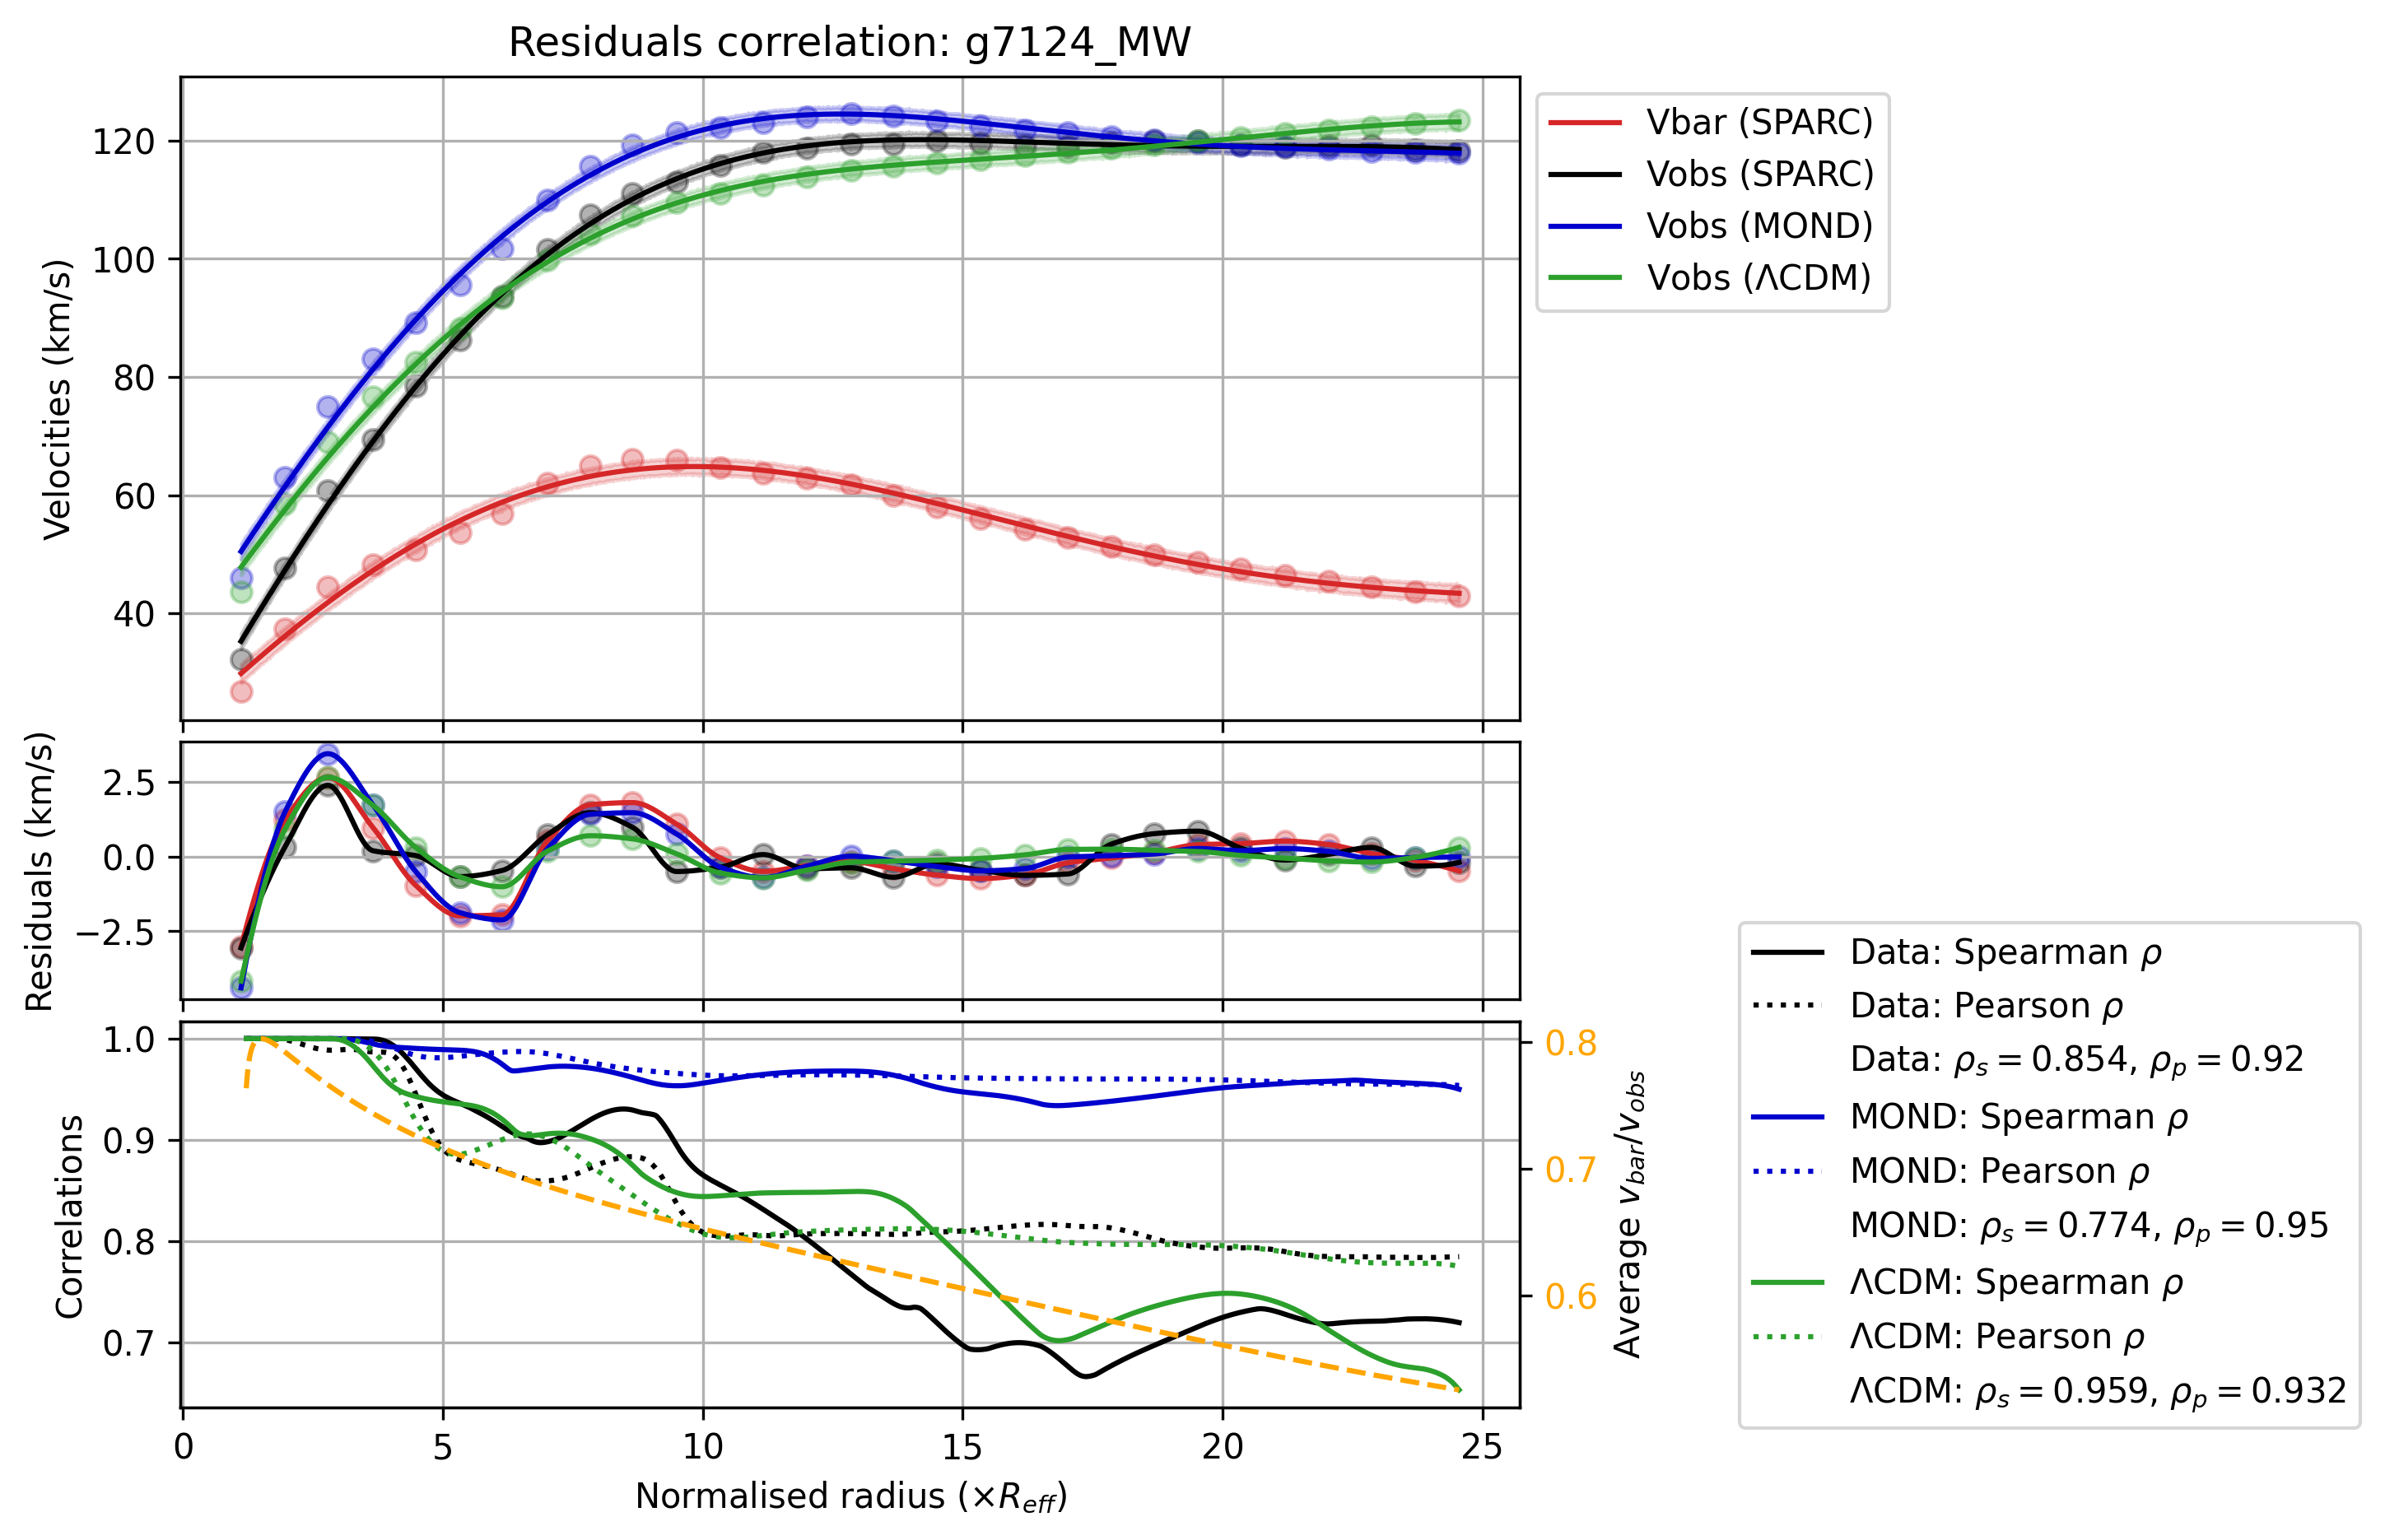 Residuals correlation: g7124_MW
Velocities (km/s)
120
100
80
60
40
Vbar (SPARC)
Vobs (SPARC)
Vobs (MOND)
Vobs (ΛCDM)
Residuals (km/s)
2.5
0.0
−2.5
Correlations
1.0
0.9
0.8
0.7
0.8
0.7
0.6
Average v_bar/v_obs
0 5 10 15 20 25
Normalised radius (×R_eff)
Data: Spearman ρ
Data: Pearson ρ
Data: ρ_s = 0.854, ρ_p = 0.92
MOND: Spearman ρ
MOND: Pearson ρ
MOND: ρ_s = 0.774, ρ_p = 0.95
ΛCDM: Spearman ρ
ΛCDM: Pearson ρ
ΛCDM: ρ_s = 0.959, ρ_p = 0.932